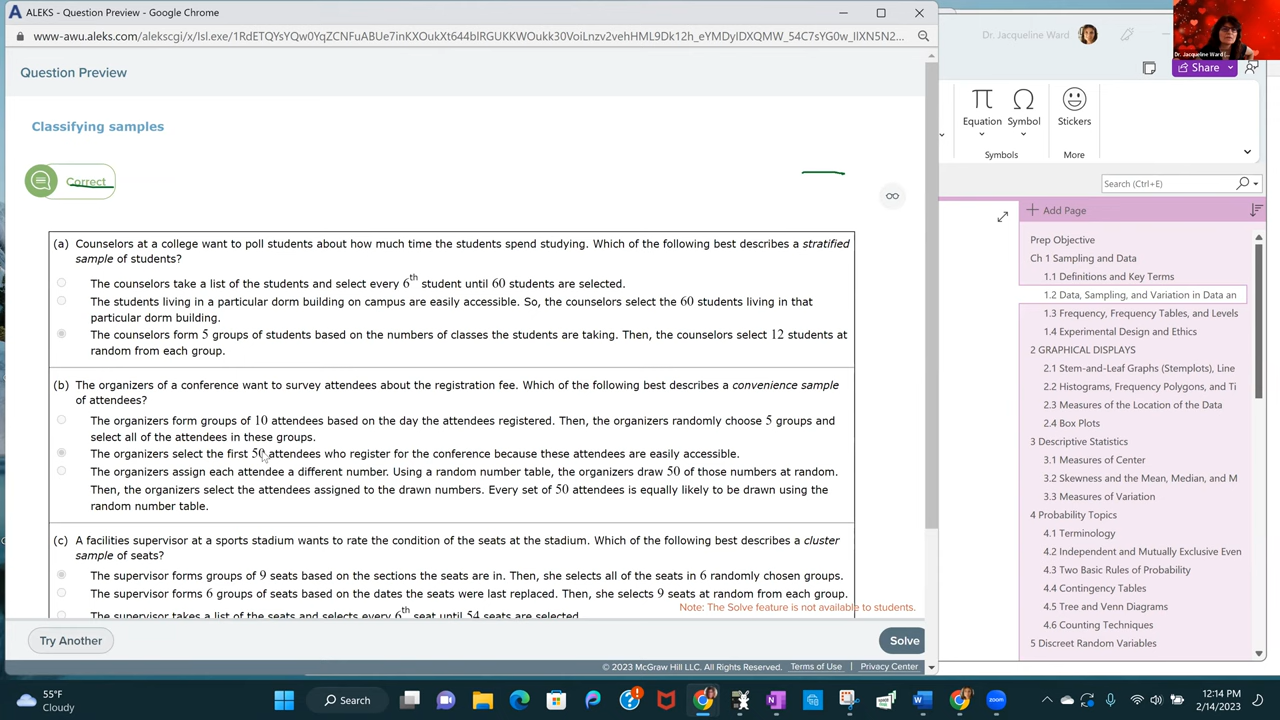 ALEKS - Question Preview - Google Chrome
Dr. Jacqueline Ward
Dr. Jacqueline Ward
Question Preview
Share
Classifying samples
Equation
Symbol
Stickers
Symbols
More
Correct
Search (Ctrl+E)
Add Page
(a) Counselors at a college want to poll students about how much time the students spend studying. Which of the following best describes a stratified
sample of students?
The counselors take a list of the students and select every 6th student until 60 students are selected.
The students living in a particular dorm building on campus are easily accessible. So, the counselors select the 60 students living in that
particular dorm building.
The counselors form 5 groups of students based on the numbers of classes the students are taking. Then, the counselors select 12 students at
random from each group.
(b) The organizers of a conference want to survey attendees about the registration fee. Which of the following best describes a convenience sample
of attendees?
The organizers form groups of 10 attendees based on the day the attendees registered. Then, the organizers randomly choose 5 groups and
select all of the attendees in these groups.
The organizers select the first 50 attendees who register for the conference because these attendees are easily accessible.
The organizers assign each attendee a different number. Using a random number table, the organizers draw 50 of those numbers at random.
Then, the organizers select the attendees assigned to the drawn numbers. Every set of 50 attendees is equally likely to be drawn using the
random number table.
(c) A facilities supervisor at a sports stadium wants to rate the condition of the seats at the stadium. Which of the following best describes a cluster
sample of seats?
The supervisor forms groups of 9 seats based on the sections the seats are in. Then, she selects all of the seats in 6 randomly chosen groups.
The supervisor forms 6 groups of seats based on the dates the seats were last replaced. Then, she selects 9 seats at random from each group.
Note: The Solve feature is not available to students.
The supervisor takes a list of the seats and selects every 6th seat until 54 seats are selected.
Try Another
Solve
© 2023 McGraw Hill LLC. All Rights Reserved. Terms of Use | Privacy Center
Prep Objective
Ch 1 Sampling and Data
1.1 Definitions and Key Terms
1.2 Data, Sampling, and Variation in Data an
1.3 Frequency, Frequency Tables, and Levels
1.4 Experimental Design and Ethics
2 GRAPHICAL DISPLAYS
2.1 Stem-and-Leaf Graphs (Stemplots), Line
2.2 Histograms, Frequency Polygons, and Ti
2.3 Measures of the Location of the Data
2.4 Box Plots
3 Descriptive Statistics
3.1 Measures of Center
3.2 Skewness and the Mean, Median, and M
3.3 Measures of Variation
4 Probability Topics
4.1 Terminology
4.2 Independent and Mutually Exclusive Even
4.3 Two Basic Rules of Probability
4.4 Contingency Tables
4.5 Tree and Venn Diagrams
4.6 Counting Techniques
5 Discreet Random Variables
55°F
Cloudy
Search
12:14 PM
2/14/2023